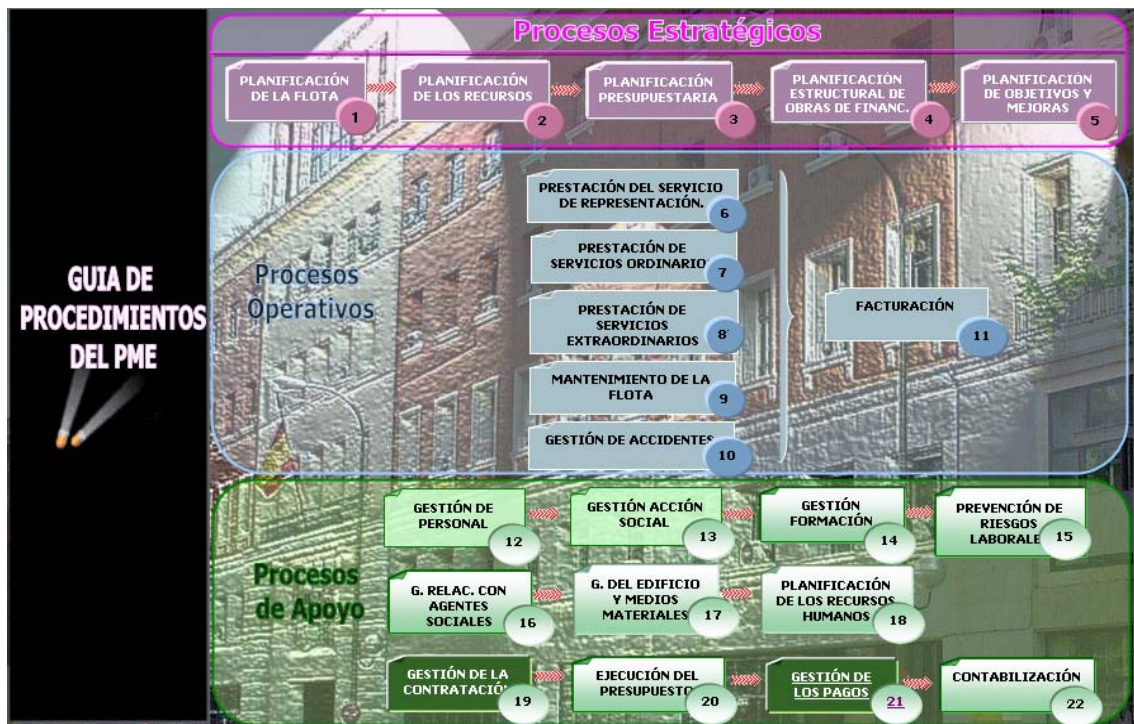 GUIA DE
PROCEDIMIENTOS
DEL PME
Procesos Estratégicos
PLANIFICACIÓN
DE LA FLOTA
1
PLANIFICACIÓN
DE LOS RECURSOS
2
PLANIFICACIÓN
PRESUPUESTARIA
3
PLANIFICACIÓN
ESTRUCTURAL DE
OBRAS DE FINANC.
4
PLANIFICACIÓN
DE OBJETIVOS Y
MEJORAS
5
Procesos
Operativos
PRESTACIÓN DEL SERVICIO
DE REPRESENTACIÓN.
6
PRESTACIÓN DE
SERVICIOS ORDINARIO
7
PRESTACIÓN DE
SERVICIOS
EXTRAORDINARIOS
8
MANTENIMIENTO DE LA
FLOTA
9
GESTIÓN DE ACCIDENTES
10
FACTURACIÓN
11
Procesos
de Apoyo
GESTIÓN DE
PERSONAL
12
GESTIÓN ACCIÓN
SOCIAL
13
GESTIÓN
FORMACIÓN
14
PREVENCIÓN DE
RIESGOS
LABORALE
15
G. RELAC. CON
AGENTES
SOCIALES
16
G. DEL EDIFICIO
Y MEDIOS
MATERIALES
17
PLANIFICACIÓN
DE LOS RECURSOS
HUMANOS
18
GESTIÓN DE LA
CONTRATACIÓN
19
EJECUCIÓN DEL
PRESUPUESTO
20
GESTIÓN DE
LOS PAGOS
21
CONTABILIZACIÓN
22